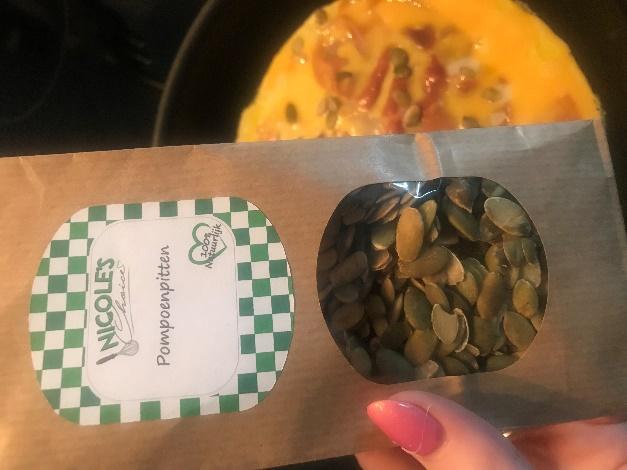 NICOLE'S
Choice
Pompoenpitten
100%
Natuurlijk